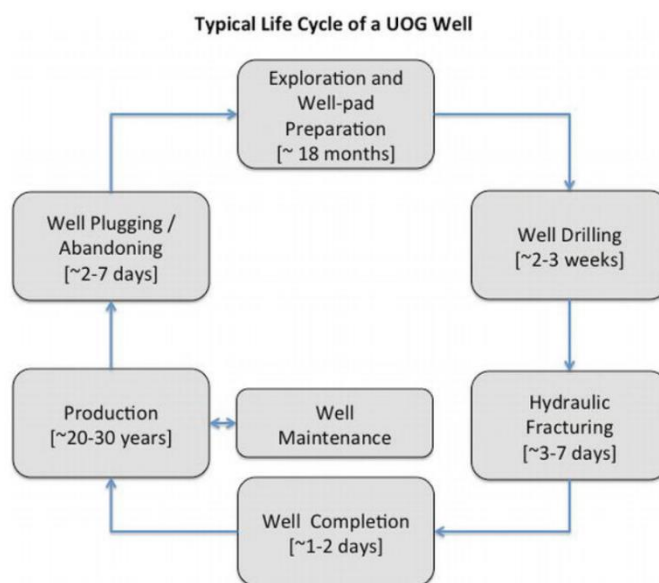 Typical Life Cycle of a UOG Well
Exploration and
Well-pad
Preparation
[~ 18 months]
Well Drilling
[~2-3 weeks]
Hydraulic
Fracturing
[~3-7 days]
Well  Completion
[~1-2 days]
Production
[~20-30 years]
Well
Maintenance
Well Plugging /
Abandoning
[~2-7 days]